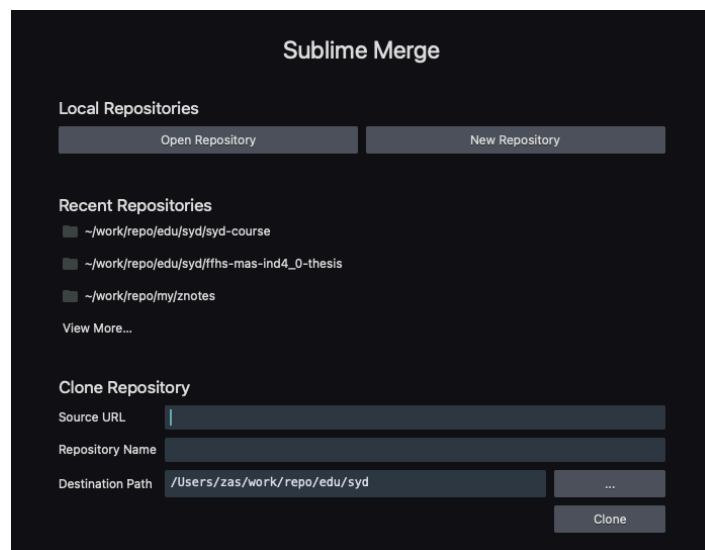 Sublime Merge
Local Repositories
Open Repository New Repository
Recent Repositories
~/work/repo/edu/syd/syd-course
~/work/repo/edu/syd/ffhs-mas-ind4_0-thesis
~/work/repo/my/znotes
View More...
Clone Repository
Source URL
Repository Name
Destination Path /Users/zas/work/repo/edu/syd ...
Clone